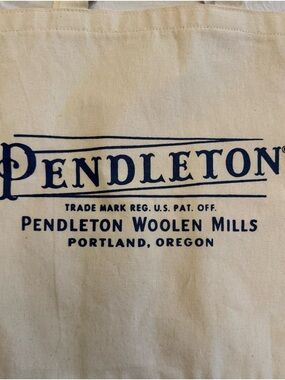 PENDLETON®
TRADE MARK REG. U.S. PAT. OFF.
PENDLETON WOOLEN MILLS
PORTLAND, OREGON